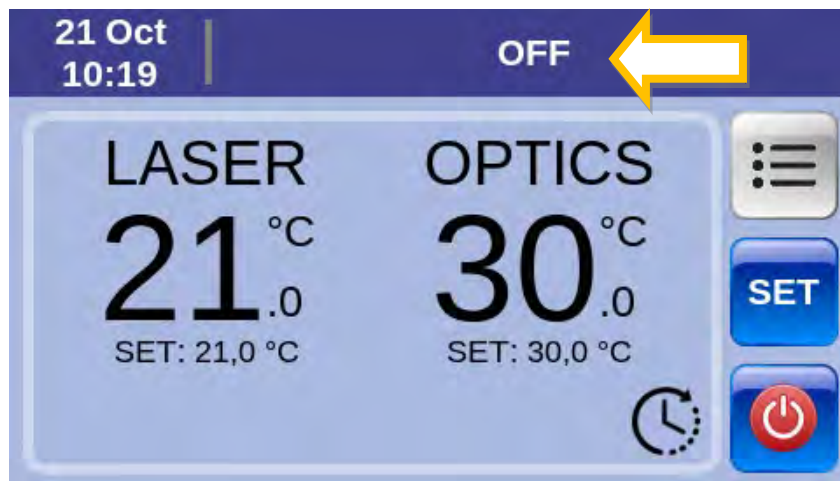 21 Oct
10:19
OFF
LASER
OPTICS
21.0 °C
30.0 °C
SET: 21,0 °C
SET: 30,0 °C
SET